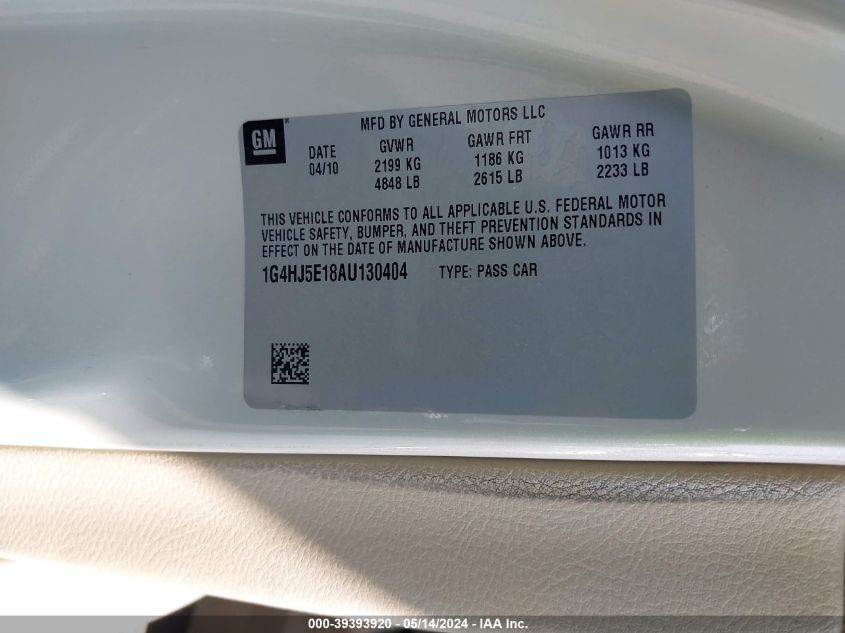 GM
MFD BY GENERAL MOTORS LLC
DATE GVWR GAWR FRT GAWR RR
04/10 2199 KG 1186 KG 1013 KG
4848 LB 2615 LB 2233 LB
THIS VEHICLE CONFORMS TO ALL APPLICABLE U.S. FEDERAL MOTOR
VEHICLE SAFETY, BUMPER, AND THEFT PREVENTION STANDARDS IN
EFFECT ON THE DATE OF MANUFACTURE SHOWN ABOVE.
1G4HJ5E18AU130404 TYPE: PASS CAR
000-39393920 - 05/14/2024 - IAA Inc.